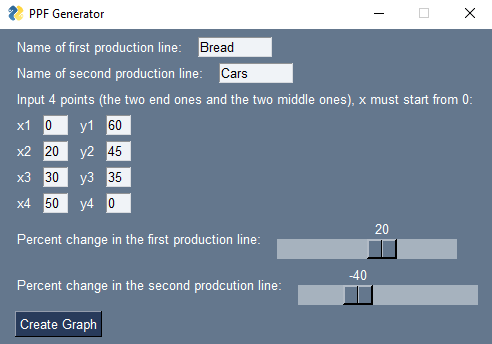 PPF Generator
Name of first production line: Bread
Name of second production line: Cars
Input 4 points (the two end ones and the two middle ones), x must start from 0:
x1 0 y1 60
x2 20 y2 45
x3 30 y3 35
x4 50 y4 0
20
Percent change in the first production line:
-40
Percent change in the second prodcution line:
Create Graph